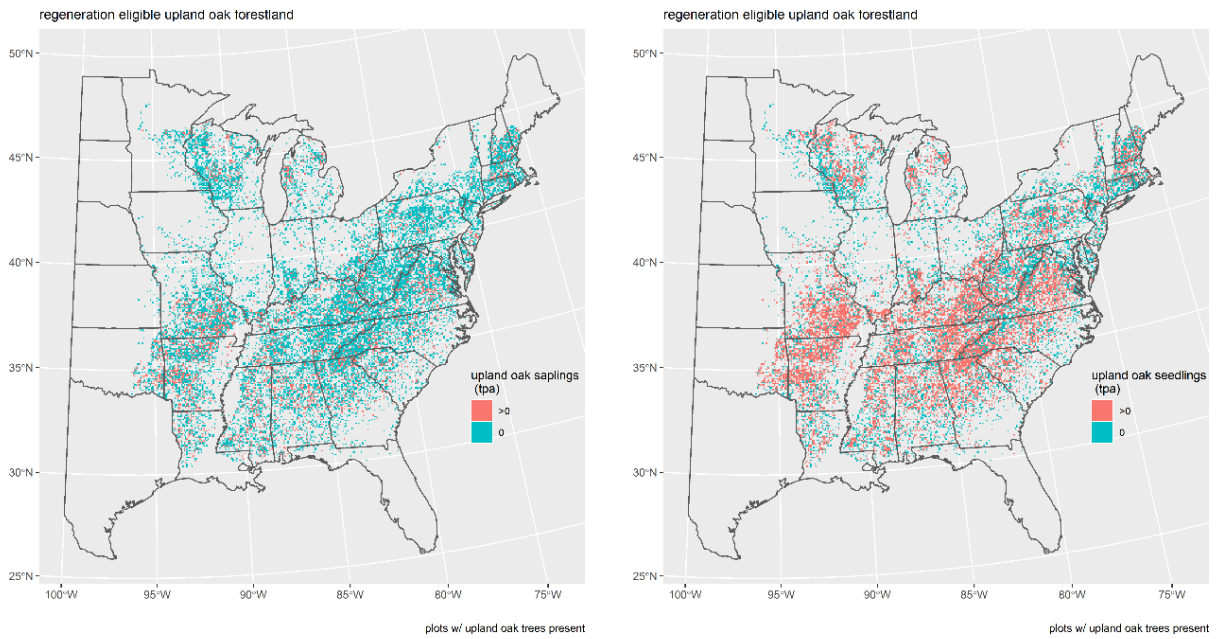 regeneration eligible upland oak forestland
50°N
45°N
40°N
35°N
30°N
25°N
100°W
95°W
90°W
85°W
80°W
75°W
upland oak saplings
(tpa)
>0
0
plots w/ upland oak trees present
regeneration eligible upland oak forestland
50°N
45°N
40°N
35°N
30°N
25°N
100°W
95°W
90°W
85°W
80°W
75°W
upland oak seedlings
(tpa)
>0
0
plots w/ upland oak trees present